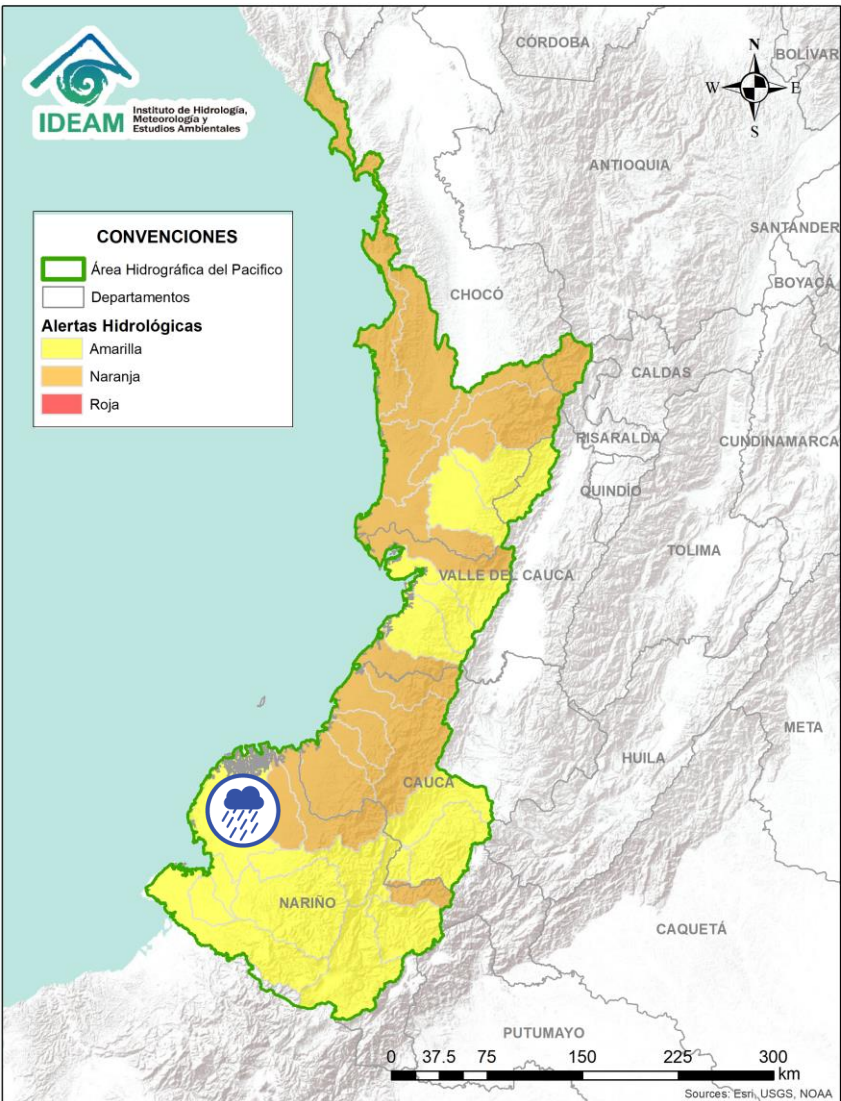 IDEAM
Instituto de Hidrología,
Meteorología y
Estudios Ambientales
CONVENCIONES
Área Hidrográfica del Pacifico
Departamentos
Alertas Hidrológicas
Amarilla
Naranja
Roja
N
W E
S
CÓRDOBA
BOLÍVAR
ANTIOQUIA
SANTANDER
BOYACÁ
CHOCÓ
CALDAS
RISARALDA
CUNDINAMARCA
QUINDÍO
TOLIMA
VALLE DEL CAUCA
META
HUILA
CAUCA
NARIÑO
CAQUETÁ
PUTUMAYO
0 37.5 75 150 225 300
km
Sources: Esri, USGS, NOAA